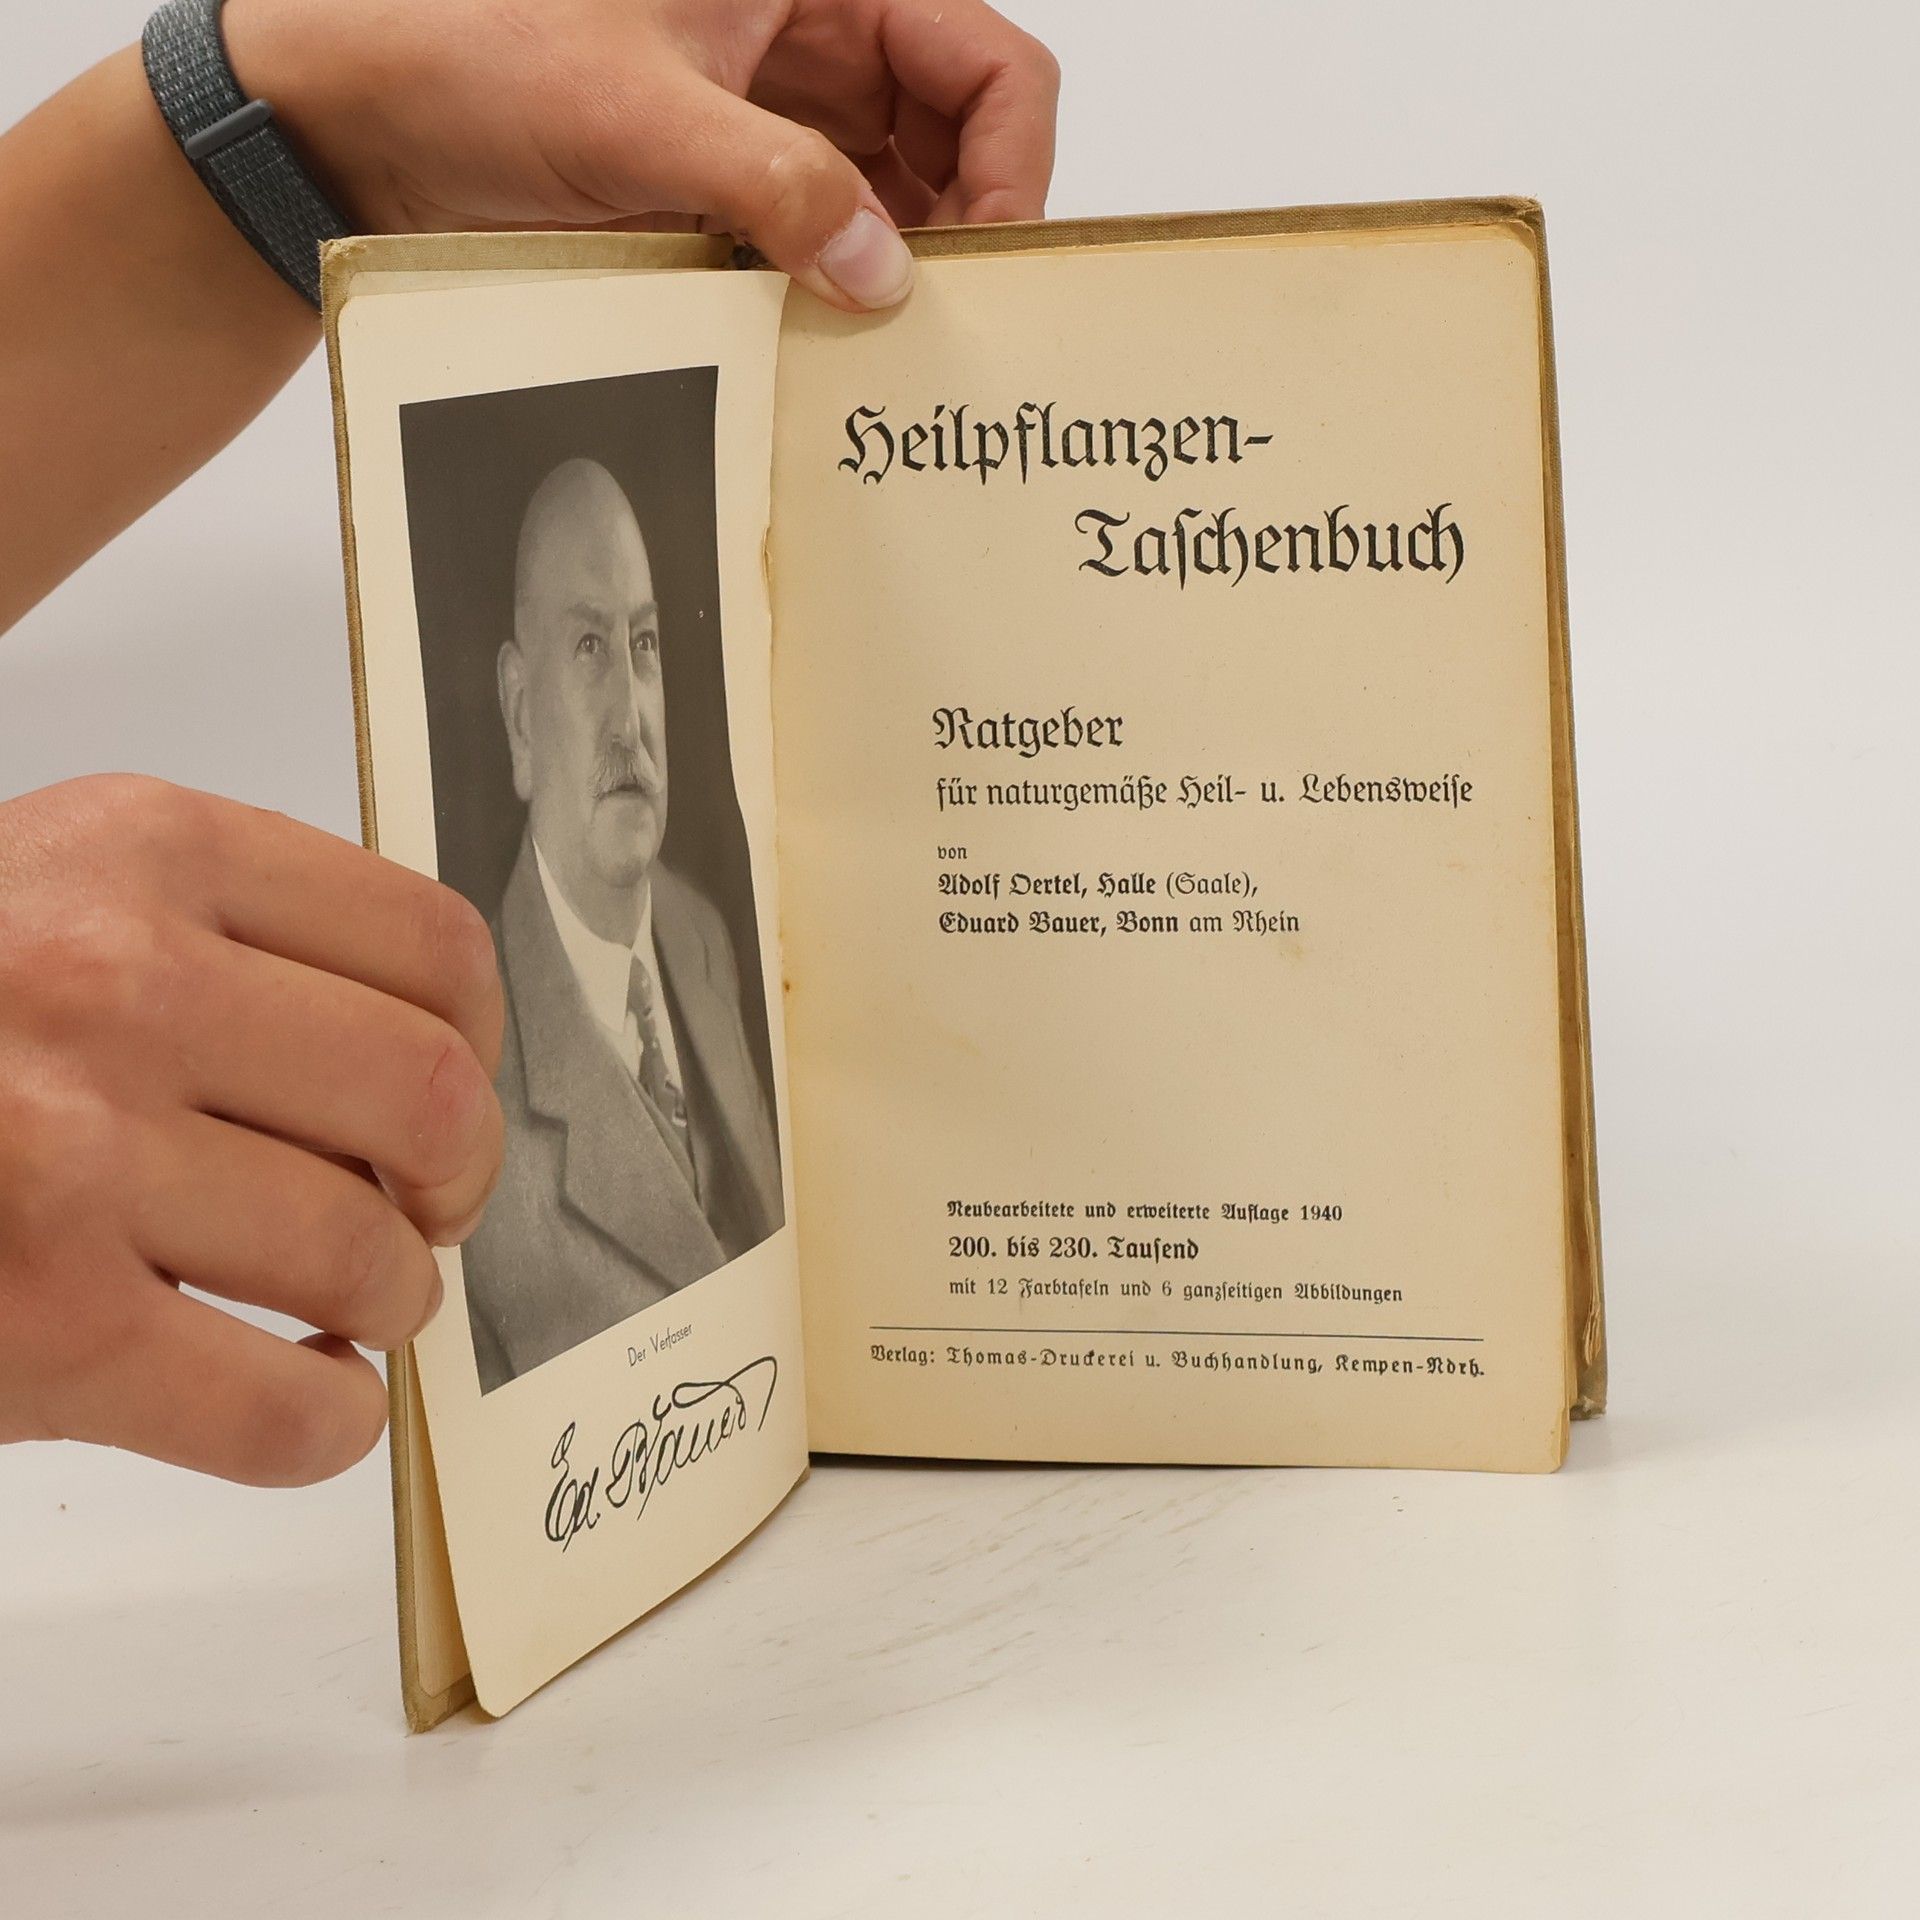 Der Verfasser
Ed. Bauer
Heilpflanzen-
Taſchenbuch
Ratgeber
für naturgemäße Heil- u. Lebensweiſe
von
Adolf Oertel, Halle (Saale),
Eduard Bauer, Bonn am Rhein
Neubearbeitete und erweiterte Auflage 1940
200. bis 230. Tauſend
mit 12 Farbtafeln und 6 ganzſeitigen Abbildungen
Verlag: Thomas-Druckerei u. Buchhandlung, Kempen-Ndrh.